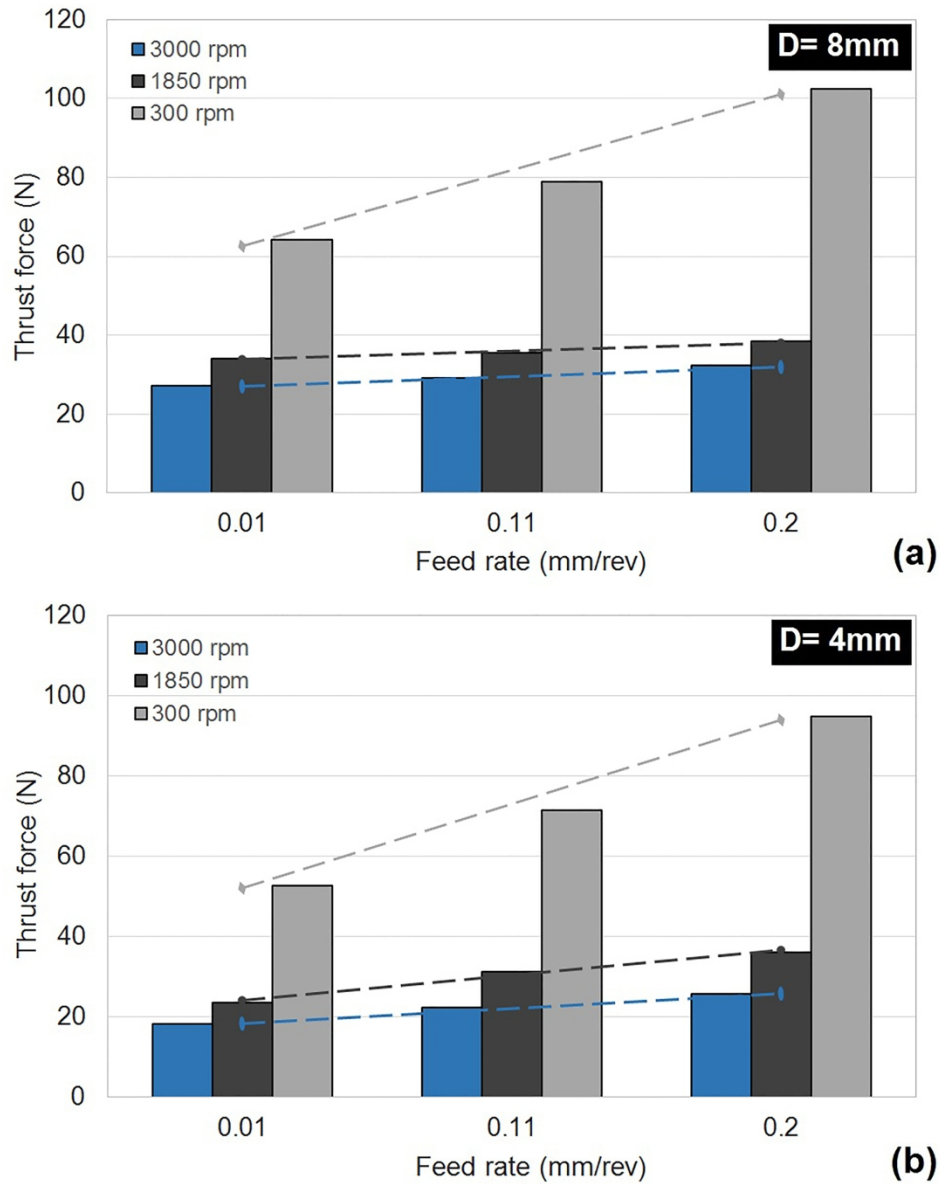 120
D= 8mm
3000 rpm
1850 rpm
300 rpm
100
80
60
40
20
0
Thrust force (N)
0.01 0.11 0.2
Feed rate (mm/rev)
(a)
120
D= 4mm
3000 rpm
1850 rpm
300 rpm
100
80
60
40
20
0
Thrust force (N)
0.01 0.11 0.2
Feed rate (mm/rev)
(b)